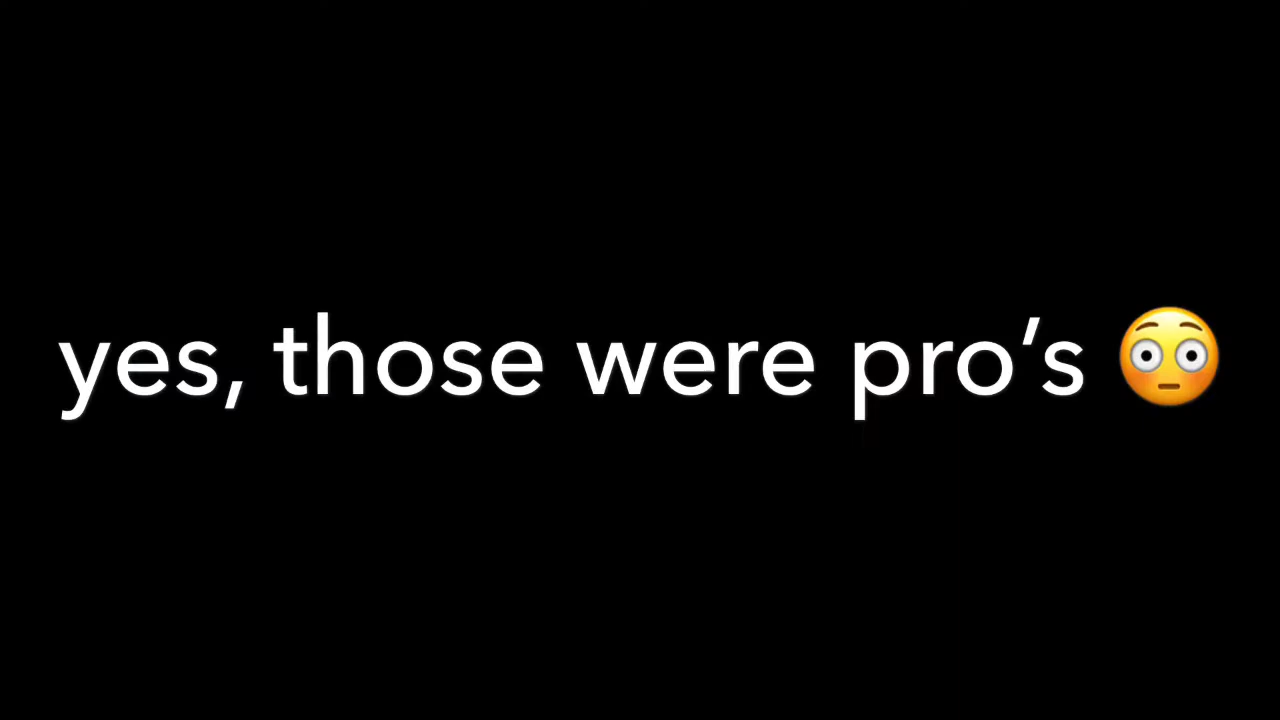 yes, those were pro’s 😳